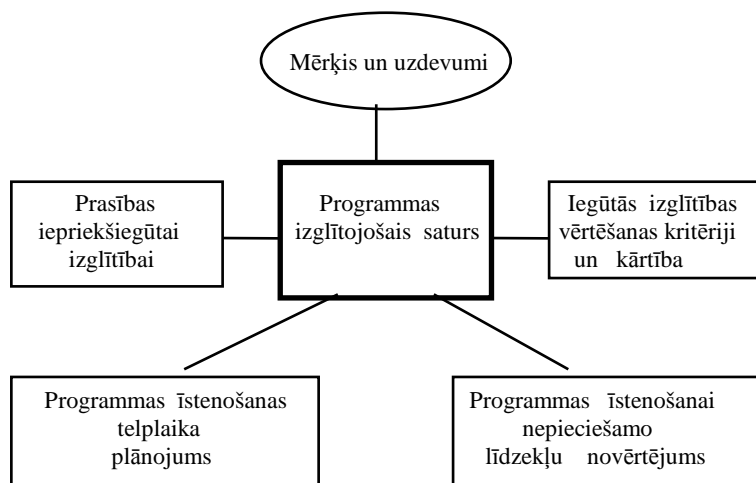 Mērķis un uzdevumi
Prasības
iepriekšiegūtai
izglītībai
Programmas
izglītojošais saturs
Iegūtās izglītības
vērtēšanas kritēriji
un kārtība
Programmas īstenošanas
telplaika
plānojums
Programmas īstenošanai
nepieciešamo
līdzekļu novērtējums